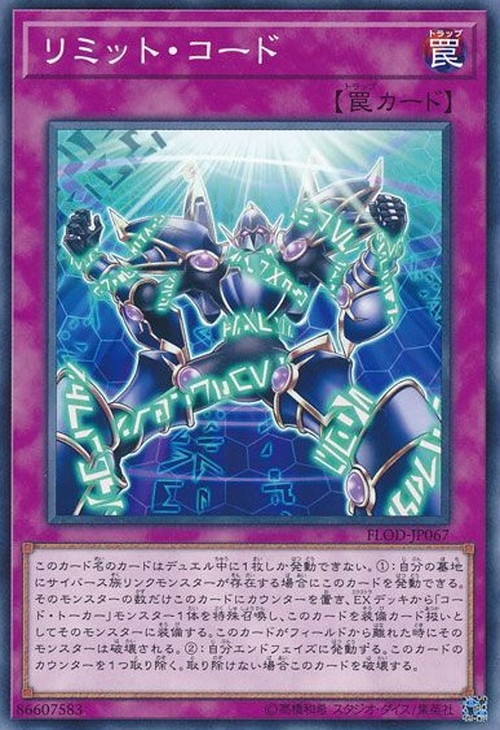 リミット・コード
トラップ
罠
トラップ
【罠カード】
FLOD-JP067
このカード名のカードはデュエル中に1枚しか発動できない。①：自分の墓地
にサイバース族リンクモンスターが存在する場合にこのカードを発動できる。
そのモンスターの数だけこのカードにカウンターを置き、EXデッキから「コー
ド・トーカー」モンスター1体を特殊召喚し、このカードを装備カード扱いと
してそのモンスターに装備する。このカードがフィールドから離れた時にその
モンスターは破壊される。②：自分エンドフェイズに発動する。このカードの
カウンターを1つ取り除く。取り除けない場合このカードを破壊する。
86607583
©高橋和希 スタジオ・ダイス/集英社